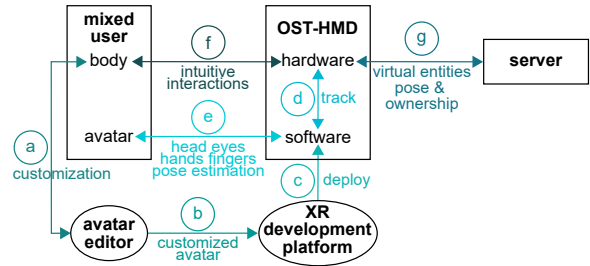 mixed
user
body
avatar
OST-HMD
hardware
software
server
f
intuitive
interactions
g
virtual entities
pose &
ownership
d
track
e
head eyes
hands fingers
pose estimation
a
customization
c
deploy
avatar
editor
b
customized
avatar
XR
development
platform